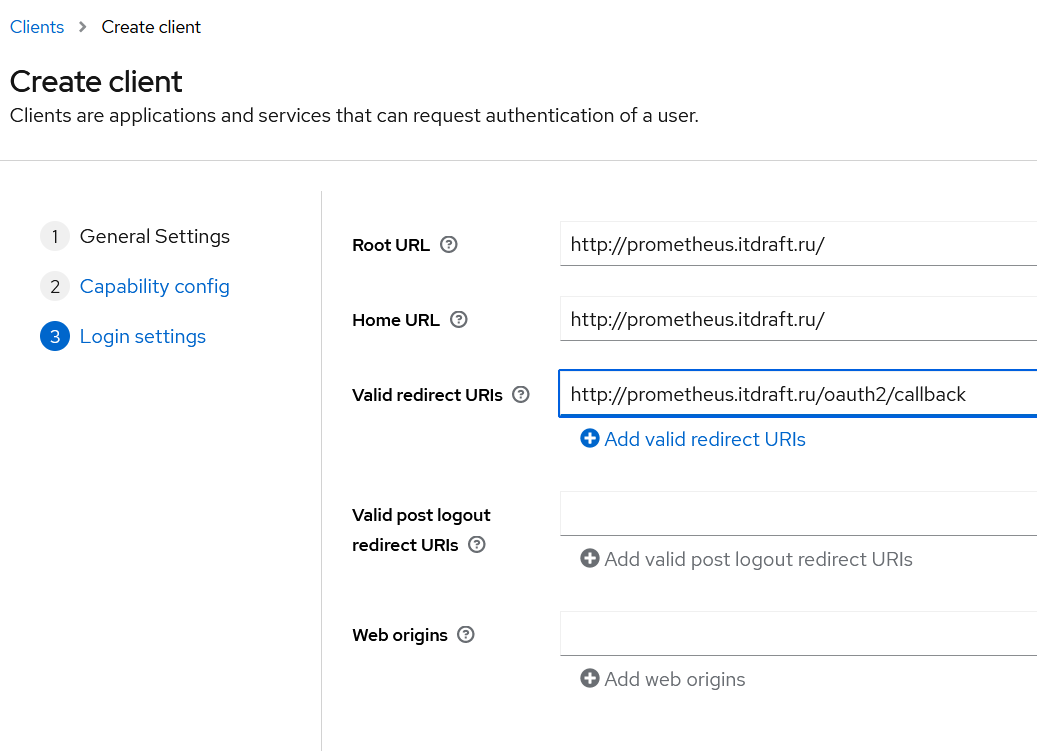 Clients > Create client
Create client
Clients are applications and services that can request authentication of a user.
1 General Settings
2 Capability config
3 Login settings
Root URL ? http://prometheus.itdraft.ru/
Home URL ? http://prometheus.itdraft.ru/
Valid redirect URIs ? http://prometheus.itdraft.ru/oauth2/callback
Add valid redirect URIs
Valid post logout
redirect URIs ?
Add valid post logout redirect URIs
Web origins ?
Add web origins